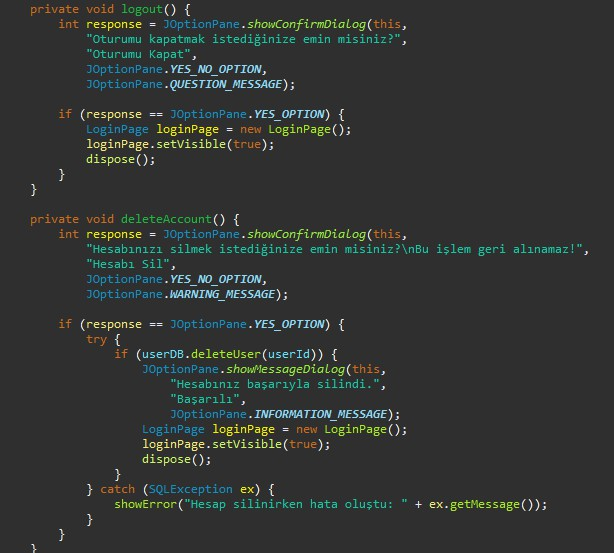 private void logout() {
int response = JOptionPane.showConfirmDialog(this,
"Oturumu kapatmak istediğinize emin misiniz?",
"Oturumu Kapat",
JOptionPane.YES_NO_OPTION,
JOptionPane.QUESTION_MESSAGE);
if (response == JOptionPane.YES_OPTION) {
LoginPage loginPage = new LoginPage();
loginPage.setVisible(true);
dispose();
}
}
private void deleteAccount() {
int response = JOptionPane.showConfirmDialog(this,
"Hesabınızı silmek istediğinize emin misiniz?\nBu işlem geri alınamaz!",
"Hesabı Sil",
JOptionPane.YES_NO_OPTION,
JOptionPane.WARNING_MESSAGE);
if (response == JOptionPane.YES_OPTION) {
try {
if (userDB.deleteUser(userId)) {
JOptionPane.showMessageDialog(this,
"Hesabınız başarıyla silindi.",
"Başarılı",
JOptionPane.INFORMATION_MESSAGE);
LoginPage loginPage = new LoginPage();
loginPage.setVisible(true);
dispose();
}
} catch (SQLException ex) {
showError("Hesap silinirken hata oluştu: " + ex.getMessage());
}
}
}